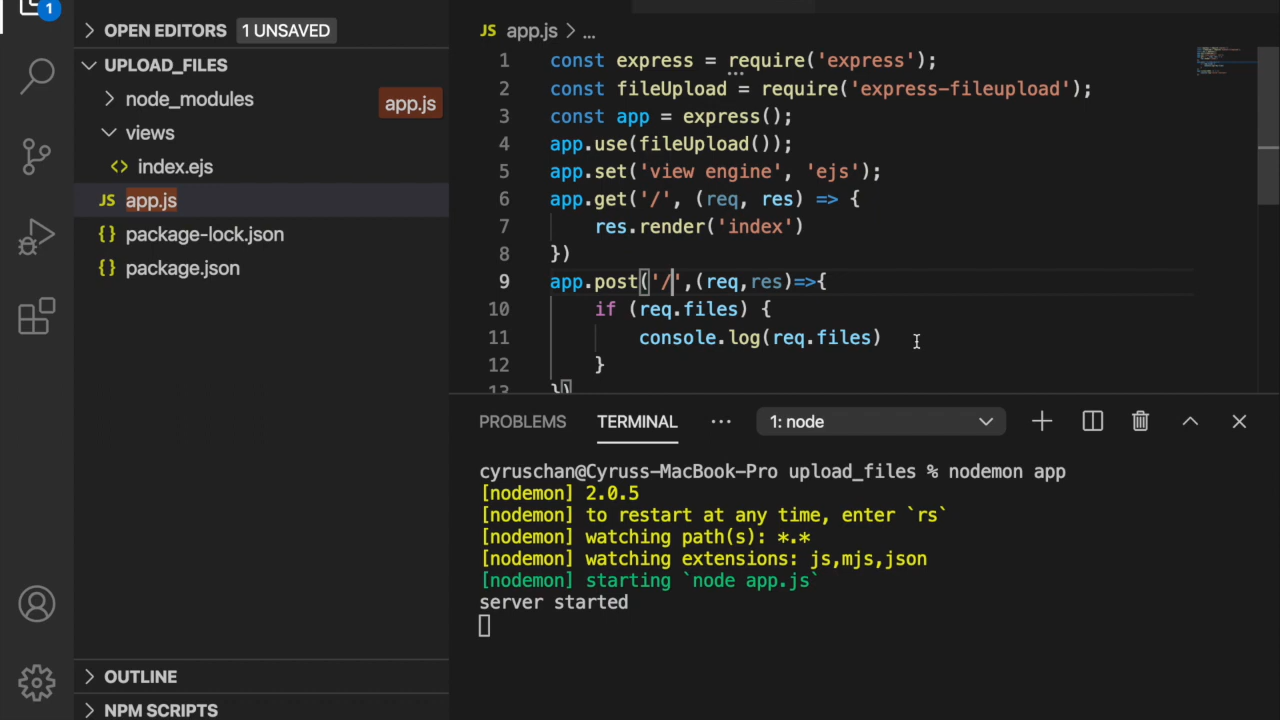 1
OPEN EDITORS
1 UNSAVED
UPLOAD_FILES
node_modules
app.js
views
<> index.ejs
JS app.js
{} package-lock.json
{} package.json
OUTLINE
NPM SCRIPTS
JS app.js > ...
1 const express = require('express');
2 const fileUpload = require('express-fileupload');
3 const app = express();
4 app.use(fileUpload());
5 app.set('view engine', 'ejs');
6 app.get('/', (req, res) => {
7 res.render('index')
8 })
9 app.post('/',(req,res)=>{
10 if (req.files) {
11 console.log(req.files)
12 }
13 })
PROBLEMS
TERMINAL
...
1: node
cyruschan@Cyruss-MacBook-Pro upload_files % nodemon app
[nodemon] 2.0.5
[nodemon] to restart at any time, enter `rs`
[nodemon] watching path(s): *.*
[nodemon] watching extensions: js,mjs,json
[nodemon] starting `node app.js`
server started